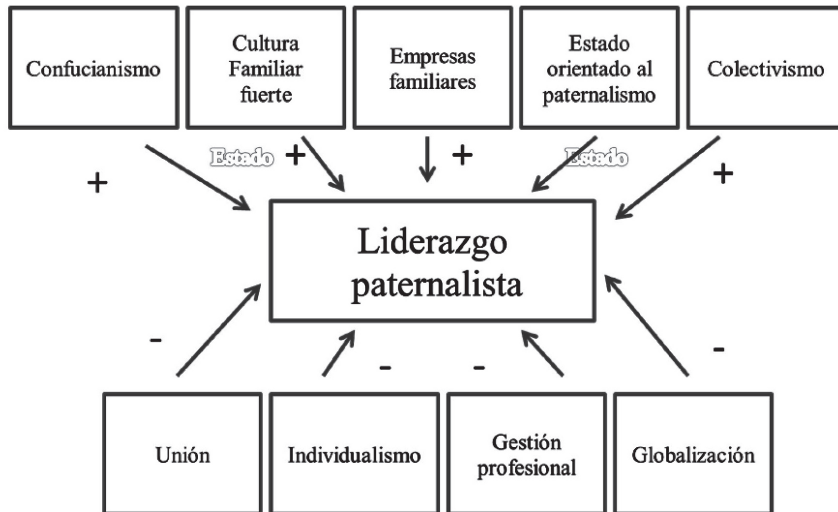 Confucianismo
Cultura
Familiar
fuerte
Empresas
familiares
Estado
orientado al
paternalismo
Colectivismo
+
Estado
+
+
Estado
+
Liderazgo
paternalista
-
-
-
-
Unión
Individualismo
Gestión
profesional
Globalización